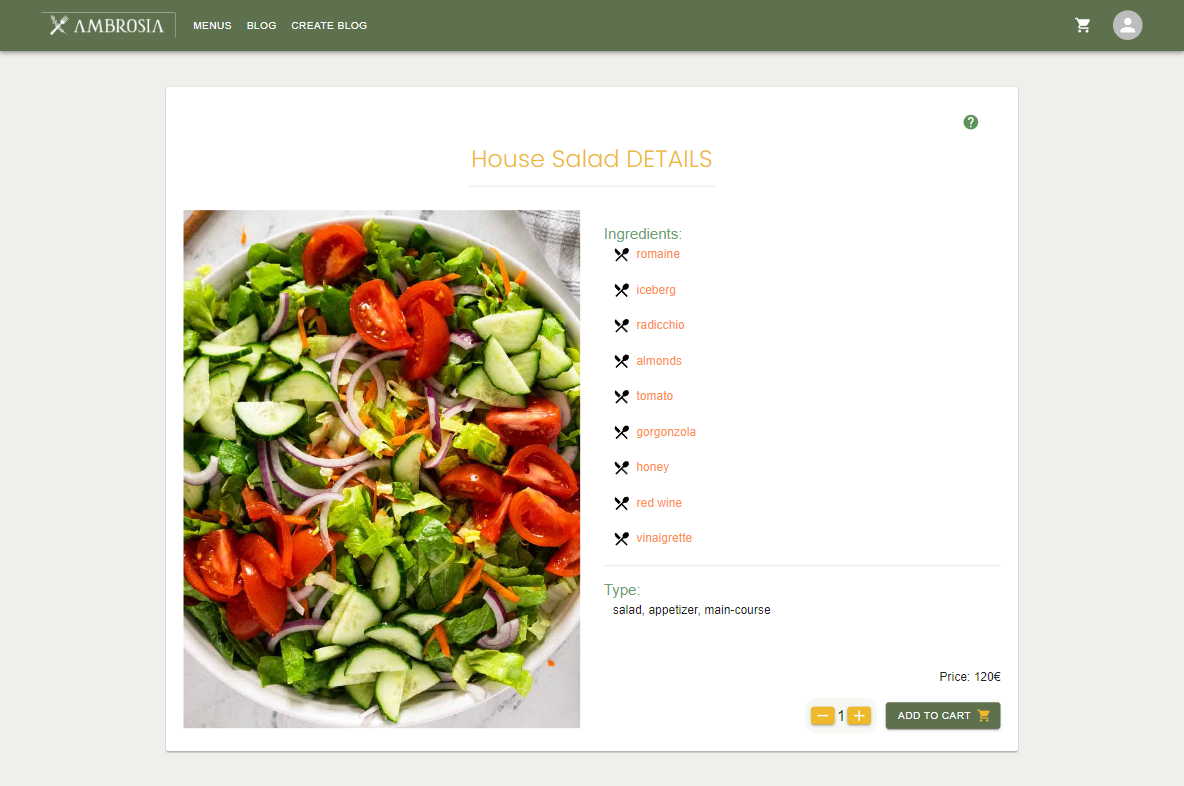 AMBROSIA MENUS BLOG CREATE BLOG
House Salad DETAILS
Ingredients:
romaine
iceberg
radicchio
almonds
tomato
gorgonzola
honey
red wine
vinaigrette
Type:
salad, appetizer, main-course
Price: 120€
1 ADD TO CART